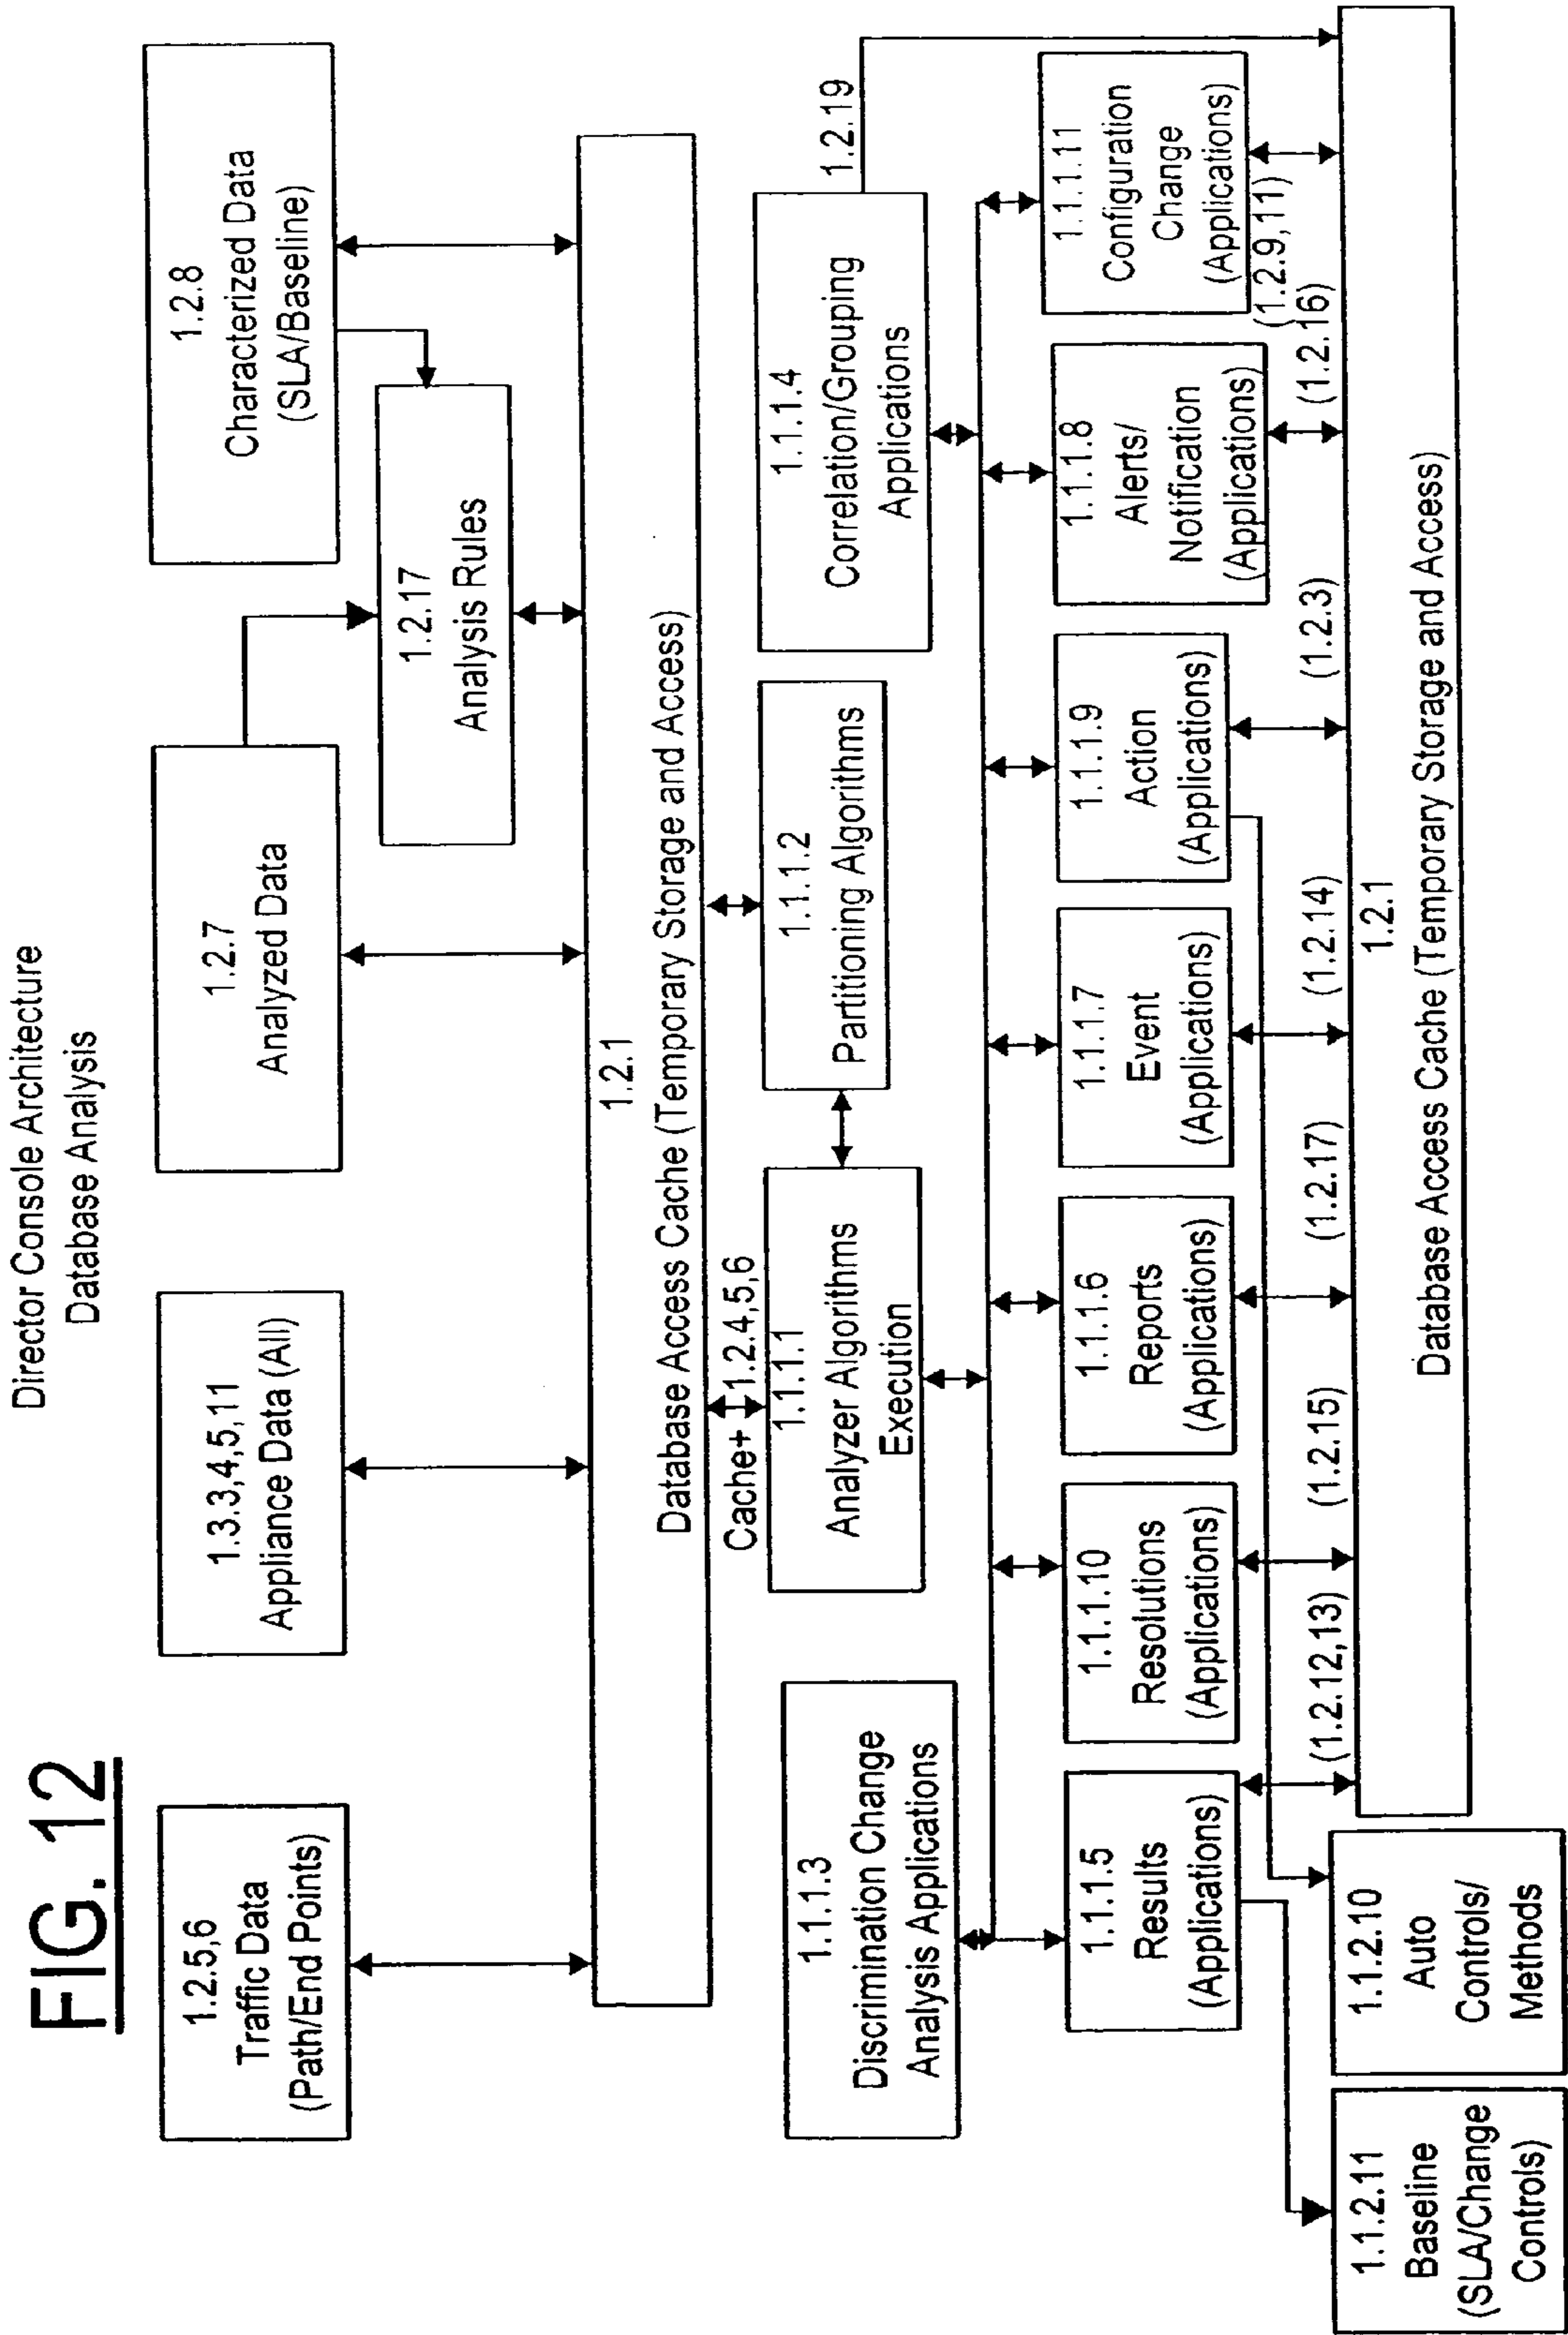 FIG. 12
Director Console Architecture
Database Analysis
1.2.5,6
Traffic Data
(Path/End Points)
1.3.3,4,5,11
Appliance Data (All)
1.2.7
Analyzed Data
1.2.8
Characterized Data
(SLA/Baseline)
1.2.17
Analysis Rules
1.2.1
Database Access Cache (Temporary Storage and Access)
Cache+
1.2.4,5,6
1.1.1.3
Discrimination Change
Analysis Applications
1.1.1.1
Analyzer Algorithms
Execution
1.1.1.2
Partitioning Algorithms
1.1.1.4
Correlation/Grouping
Applications
1.2.19
1.1.1.5
Results
(Applications)
1.1.1.10
Resolutions
(Applications)
1.1.1.6
Reports
(Applications)
1.1.1.7
Event
(Applications)
1.1.1.9
Action
(Applications)
1.1.1.8
Alerts/
Notification
(Applications)
1.1.1.11
Configuration
Change
(Applications)
(1.2.9,11)
(1.2.12,13)
(1.2.15)
(1.2.17)
(1.2.14)
(1.2.3)
(1.2.16)
1.2.1
Database Access Cache (Temporary Storage and Access)
1.1.2.11
Baseline
(SLA/Change
Controls)
1.1.2.10
Auto
Controls/
Methods